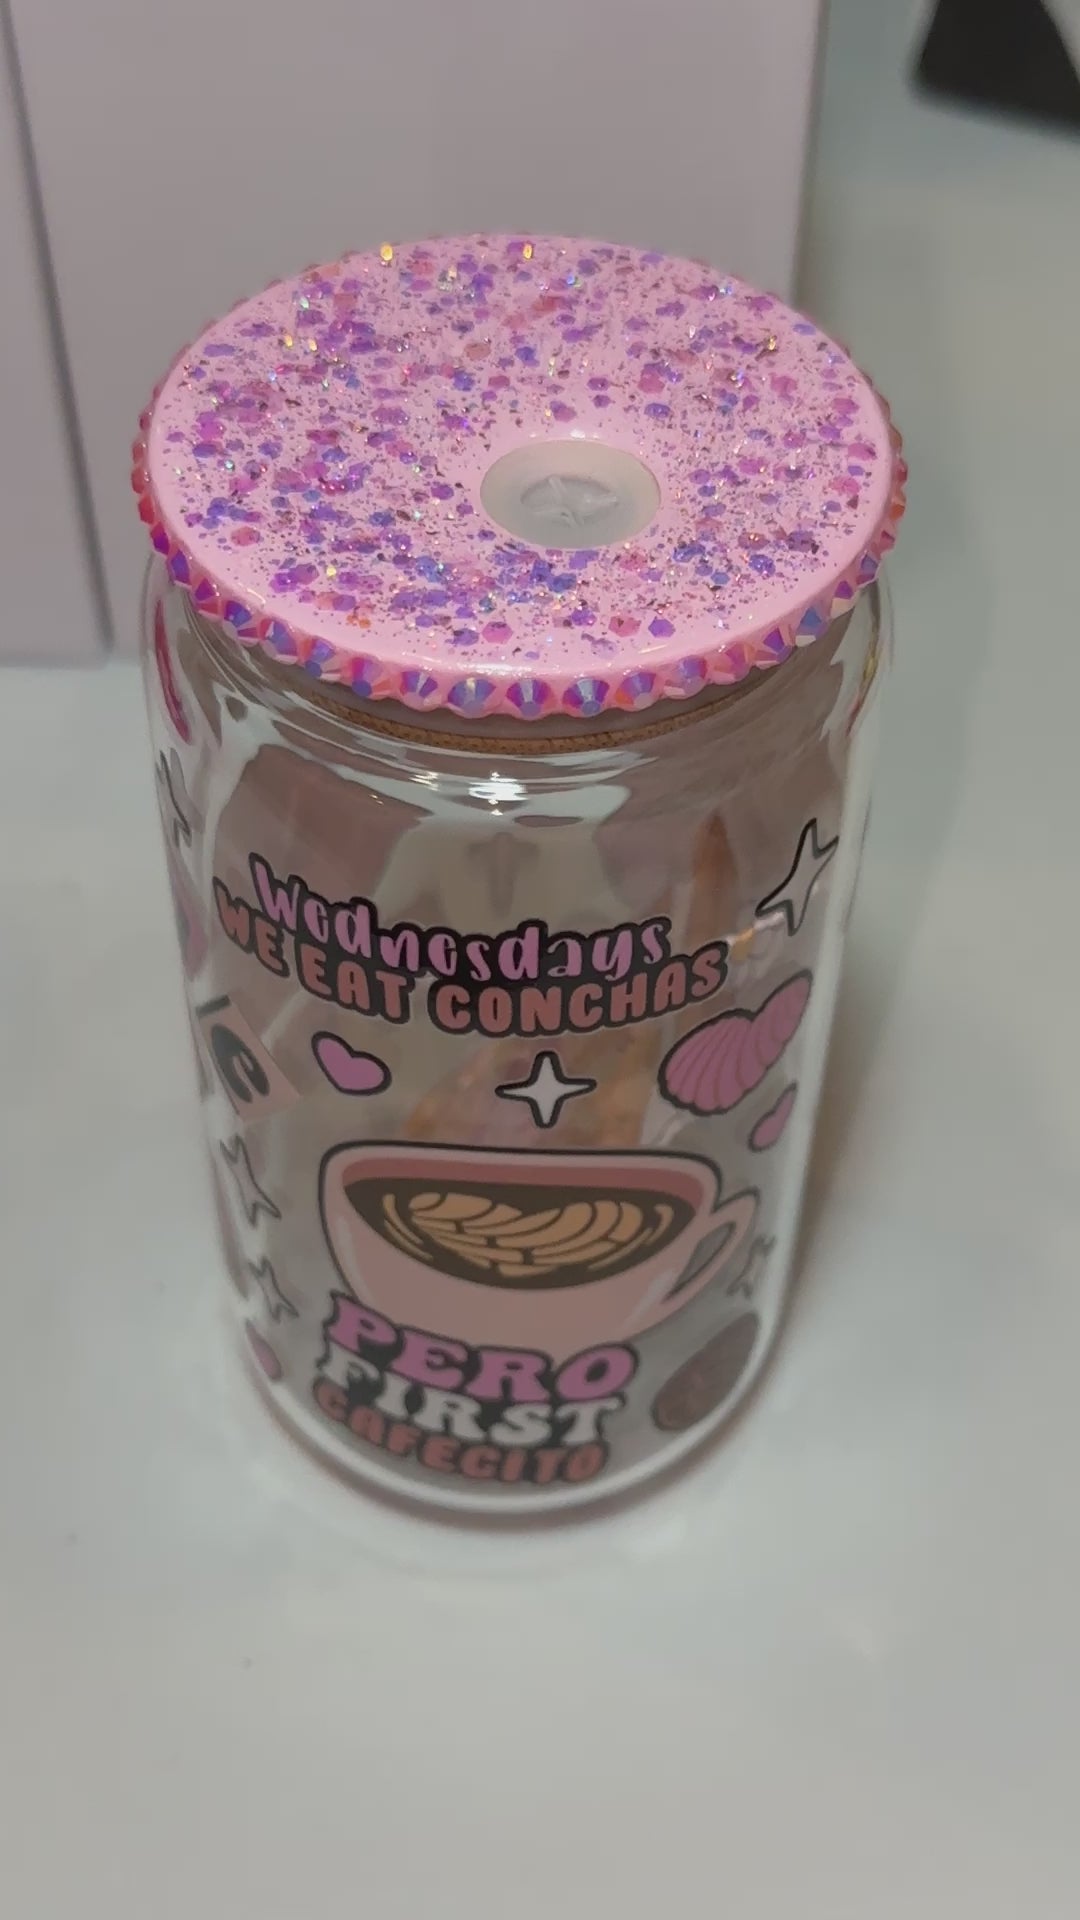 Wednesdays
WE EAT CONCHAS
PERO
FIRST
CAFECITO